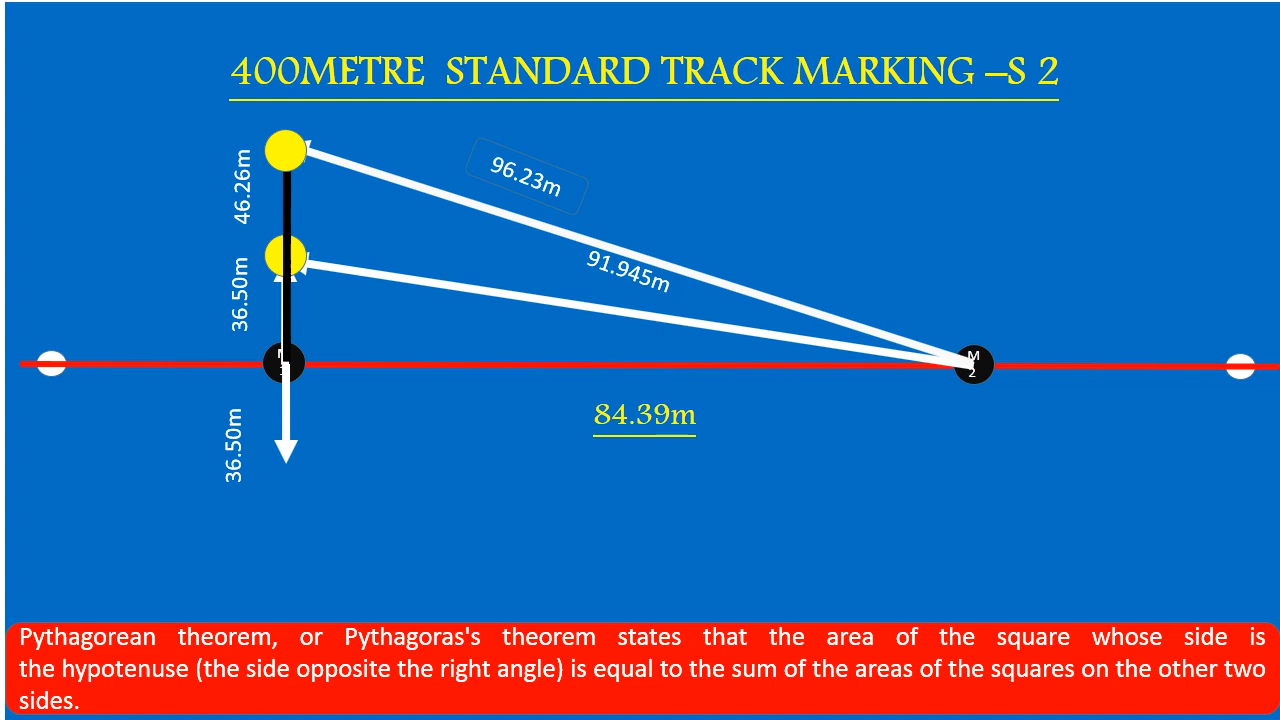 400METRE STANDARD TRACK MARKING –S 2
46.26m
96.23m
91.945m
36.50m
M
2
84.39m
36.50m
Pythagorean theorem, or Pythagoras's theorem states that the area of the square whose side is
the hypotenuse (the side opposite the right angle) is equal to the sum of the areas of the squares on the other two
sides.